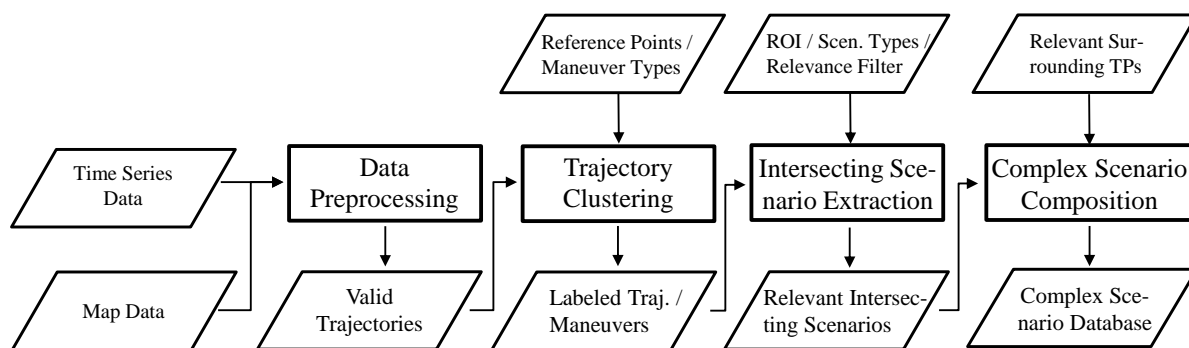 Reference Points /
Maneuver Types
ROI / Scen. Types /
Relevance Filter
Relevant Sur-
rounding TPs
Time Series
Data
Data
Preprocessing
Trajectory
Clustering
Intersecting Sce-
nario Extraction
Complex Scenario
Composition
Map Data
Valid
Trajectories
Labeled Traj. /
Maneuvers
Relevant Intersec-
ting Scenarios
Complex Sce-
nario Database